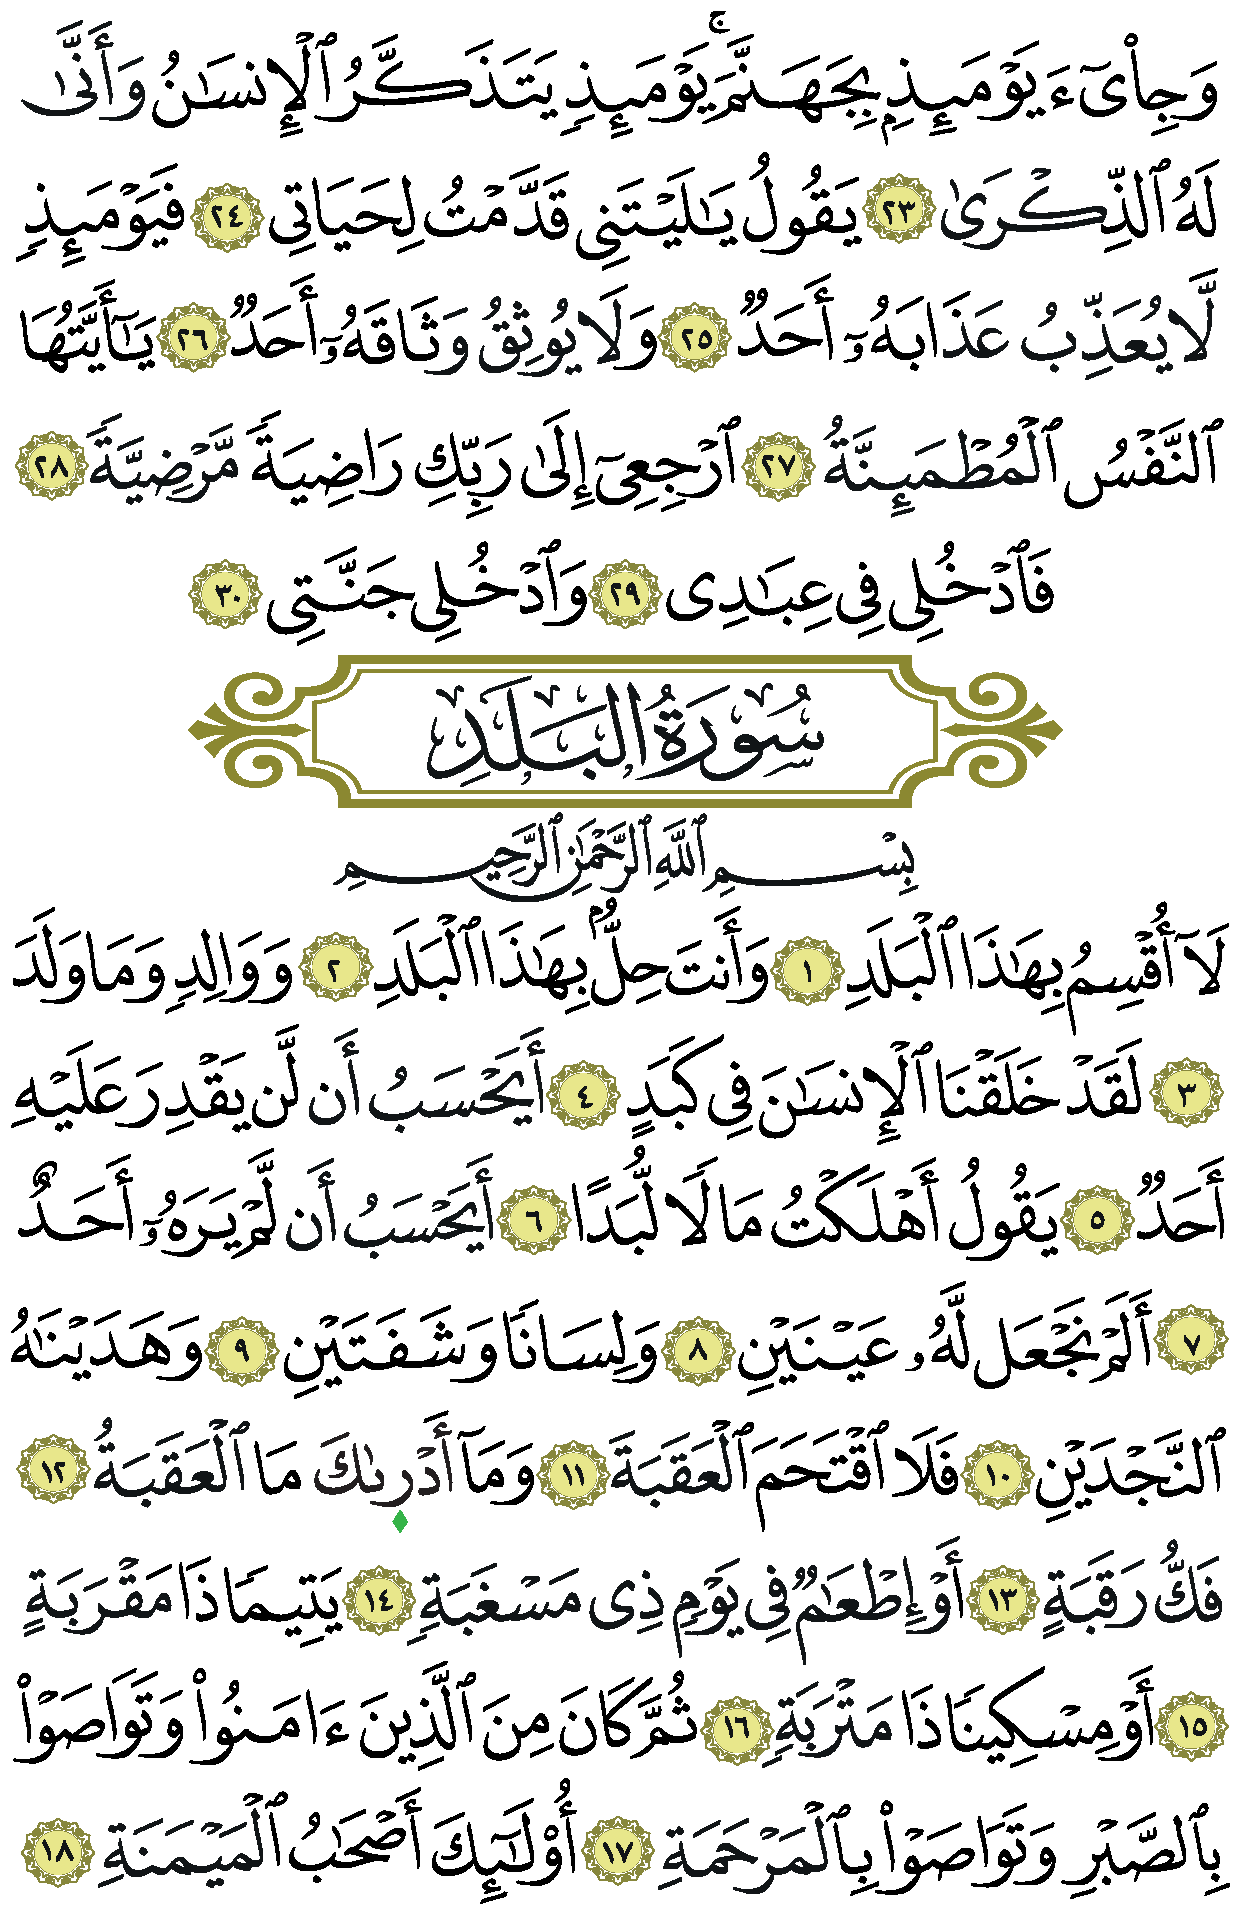 وَجِا۟يٓءَ يَوْمَئِذِۭ بِجَهَنَّمَ ۚ يَوْمَئِذٍ يَتَذَكَّرُ ٱلْإِنسَٰنُ وَأَنَّىٰ
لَهُ ٱلذِّكْرَىٰ ٢٣ يَقُولُ يَٰلَيْتَنِى قَدَّمْتُ لِحَيَاتِى ٢٤ فَيَوْمَئِذٍ
لَّا يُعَذِّبُ عَذَابَهُۥٓ أَحَدٌ ٢٥ وَلَا يُوثِقُ وَثَاقَهُۥٓ أَحَدٌ ٢٦ يَٰٓأَيَّتُهَا
ٱلنَّفْسُ ٱلْمُطْمَئِنَّةُ ٢٧ ٱرْجِعِىٓ إِلَىٰ رَبِّكِ رَاضِيَةً مَّرْضِيَّةً ٢٨
فَٱدْخُلِى فِى عِبَٰدِى ٢٩ وَٱدْخُلِى جَنَّتِى ٣٠
سُورَةُ البَلَدِ
بِسْمِ ٱللَّهِ ٱلرَّحْمَٰنِ ٱلرَّحِيمِ
لَآ أُقْسِمُ بِهَٰذَا ٱلْبَلَدِ ١ وَأَنتَ حِلٌّۢ بِهَٰذَا ٱلْبَلَدِ ٢ وَوَالِدٍ وَمَا وَلَدَ
٣ لَقَدْ خَلَقْنَا ٱلْإِنسَٰنَ فِى كَبَدٍ ٤ أَيَحْسَبُ أَن لَّن يَقْدِرَ عَلَيْهِ
أَحَدٌ ٥ يَقُولُ أَهْلَكْتُ مَالًا لُّبَدًا ٦ أَيَحْسَبُ أَن لَّمْ يَرَهُۥٓ أَحَدٌ
٧ أَلَمْ نَجْعَل لَّهُۥ عَيْنَيْنِ ٨ وَلِسَانًا وَشَفَتَيْنِ ٩ وَهَدَيْنَٰهُ
ٱلنَّجْدَيْنِ ١٠ فَلَا ٱقْتَحَمَ ٱلْعَقَبَةَ ١١ وَمَآ أَدْرَىٰكَ مَا ٱلْعَقَبَةُ ١٢
فَكُّ رَقَبَةٍ ١٣ أَوْ إِطْعَٰمٌ فِى يَوْمٍ ذِى مَسْغَبَةٍ ١٤ يَتِيمًا ذَا مَقْرَبَةٍ
١٥ أَوْ مِسْكِينًا ذَا مَتْرَبَةٍ ١٦ ثُمَّ كَانَ مِنَ ٱلَّذِينَ ءَامَنُوا۟ وَتَوَاصَوْا۟
بِٱلصَّبْرِ وَتَوَاصَوْا۟ بِٱلْمَرْحَمَةِ ١٧ أُو۟لَٰٓئِكَ أَصْحَٰبُ ٱلْمَيْمَنَةِ ١٨